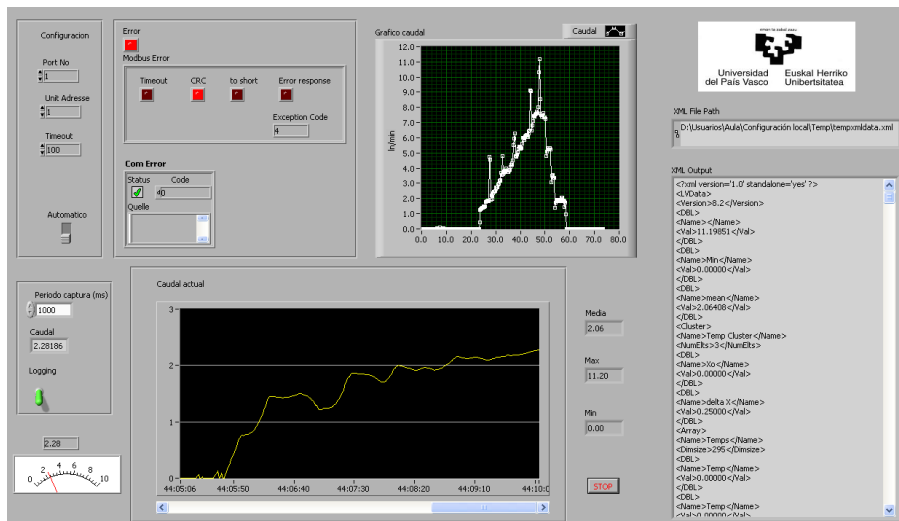 Configuracion
Port No
1
Unit Adresse
1
Timeout
100
Automatico
Error
Modbus Error
Timeout CRC to short Error response
Exception Code
4
Com Error
Status Code
d0
Quelle
Grafico caudal
Caudal
12.0
11.0
10.0
9.0
8.0
7.0
6.0
5.0
4.0
3.0
2.0
1.0
0.0
ln/min
0.0 10.0 20.0 30.0 40.0 50.0 60.0 70.0 80.0
Universidad del País Vasco
Euskal Herriko Unibertsitatea
XML File Path
D:\Usuarios\Aula\Configuración local\Temp\tempxmldata.xml
XML Output
<?xml version='1.0' standalone='yes' ?>
<LVData>
<Version>8.2</Version>
<DBL>
<Name></Name>
<Val>11.19851</Val>
</DBL>
<DBL>
<Name>Min</Name>
<Val>0.00000</Val>
</DBL>
<DBL>
<Name>mean</Name>
<Val>2.06408</Val>
</DBL>
<Cluster>
<Name>Temp Cluster</Name>
<NumElts>3</NumElts>
<DBL>
<Name>Xo</Name>
<Val>0.00000</Val>
</DBL>
<DBL>
<Name>delta X</Name>
<Val>0.25000</Val>
</DBL>
<Array>
<Name>Temps</Name>
<Dimsize>295</Dimsize>
<DBL>
<Name>Temp</Name>
<Val>0.00000</Val>
</DBL>
<DBL>
<Name>Temp</Name>
<Val>0.00000</Val>
Periodo captura (ms)
1000
Caudal
2.28186
Logging
2.28
0 2 4 6 8 10
Caudal actual
3
2
1
0
44:05:06 44:05:50 44:06:40 44:07:30 44:08:20 44:09:10 44:10:0
Media
2.06
Max
11.20
Min
0.00
STOP